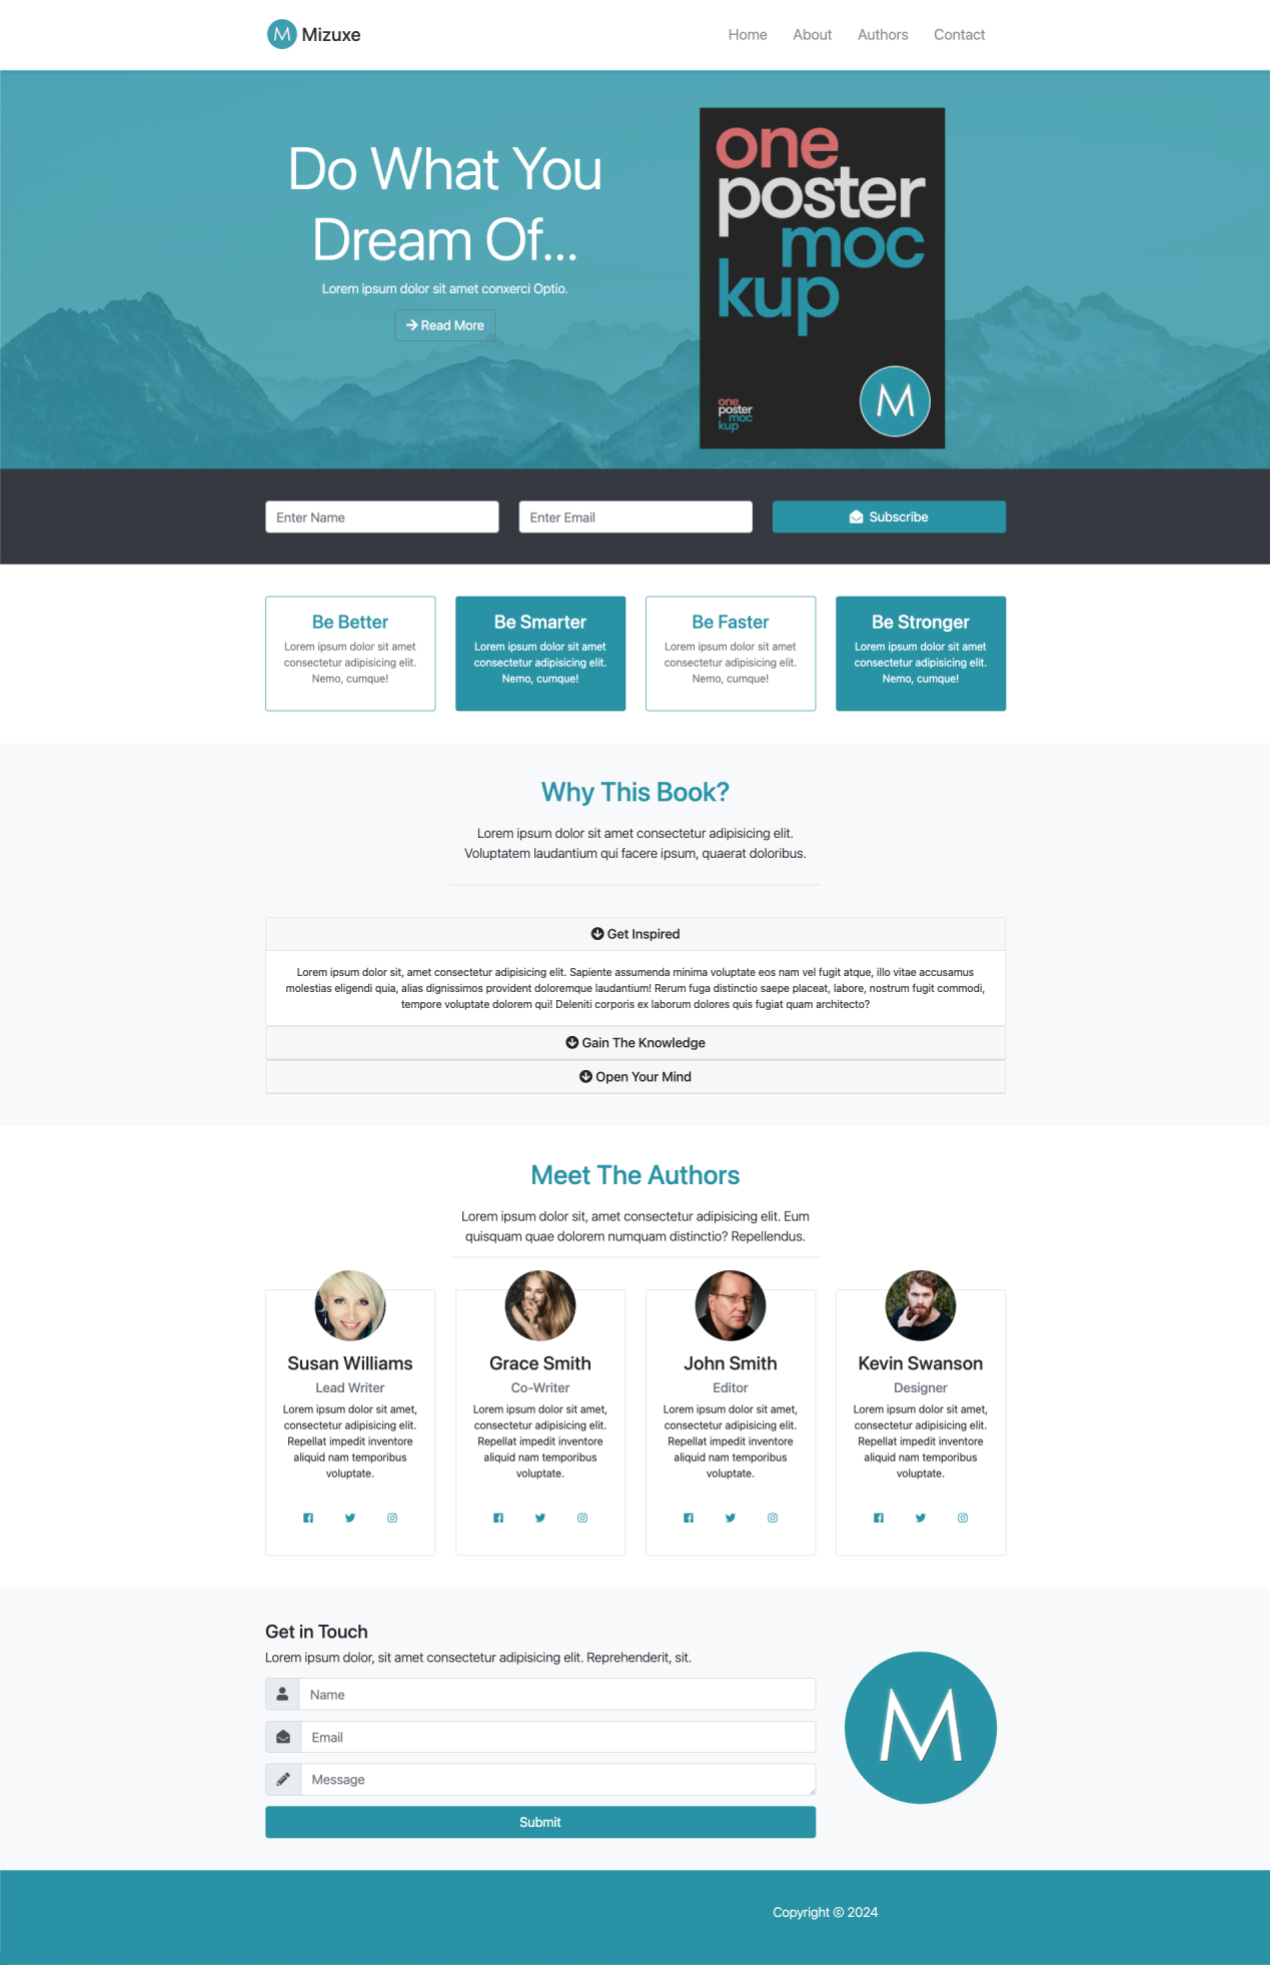 M Mizuxe
Home About Authors Contact
Do What You
Dream Of...
Lorem ipsum dolor sit amet conxerci Optio.
Read More
one
poster
moc
kup
one
poster
moc
kup
M
Enter Name
Enter Email
Subscribe
Be Better
Lorem ipsum dolor sit amet
consectetur adipisicing elit.
Nemo, cumque!
Be Smarter
Lorem ipsum dolor sit amet
consectetur adipisicing elit.
Nemo, cumque!
Be Faster
Lorem ipsum dolor sit amet
consectetur adipisicing elit.
Nemo, cumque!
Be Stronger
Lorem ipsum dolor sit amet
consectetur adipisicing elit.
Nemo, cumque!
Why This Book?
Lorem ipsum dolor sit amet consectetur adipisicing elit.
Voluptatem laudantium qui facere ipsum, quaerat doloribus.
Get Inspired
Lorem ipsum dolor sit, amet consectetur adipisicing elit. Sapiente assumenda minima voluptate eos nam vel fugit atque, illo vitae accusamus
molestias eligendi quia, alias dignissimos provident doloremque laudantium! Rerum fuga distinctio saepe placeat, labore, nostrum fugit commodi,
tempore voluptate dolorem qui! Deleniti corporis ex laborum dolores quis fugiat quam architecto?
Gain The Knowledge
Open Your Mind
Meet The Authors
Lorem ipsum dolor sit, amet consectetur adipisicing elit. Eum
quisquam quae dolorem numquam distinctio? Repellendus.
Susan Williams
Lead Writer
Lorem ipsum dolor sit amet,
consectetur adipisicing elit.
Repellat impedit inventore
aliquid nam temporibus
voluptate.
Grace Smith
Co-Writer
Lorem ipsum dolor sit amet,
consectetur adipisicing elit.
Repellat impedit inventore
aliquid nam temporibus
voluptate.
John Smith
Editor
Lorem ipsum dolor sit amet,
consectetur adipisicing elit.
Repellat impedit inventore
aliquid nam temporibus
voluptate.
Kevin Swanson
Designer
Lorem ipsum dolor sit amet,
consectetur adipisicing elit.
Repellat impedit inventore
aliquid nam temporibus
voluptate.
Get in Touch
Lorem ipsum dolor, sit amet consectetur adipisicing elit. Reprehenderit, sit.
Name
Email
Message
Submit
M
Copyright © 2024